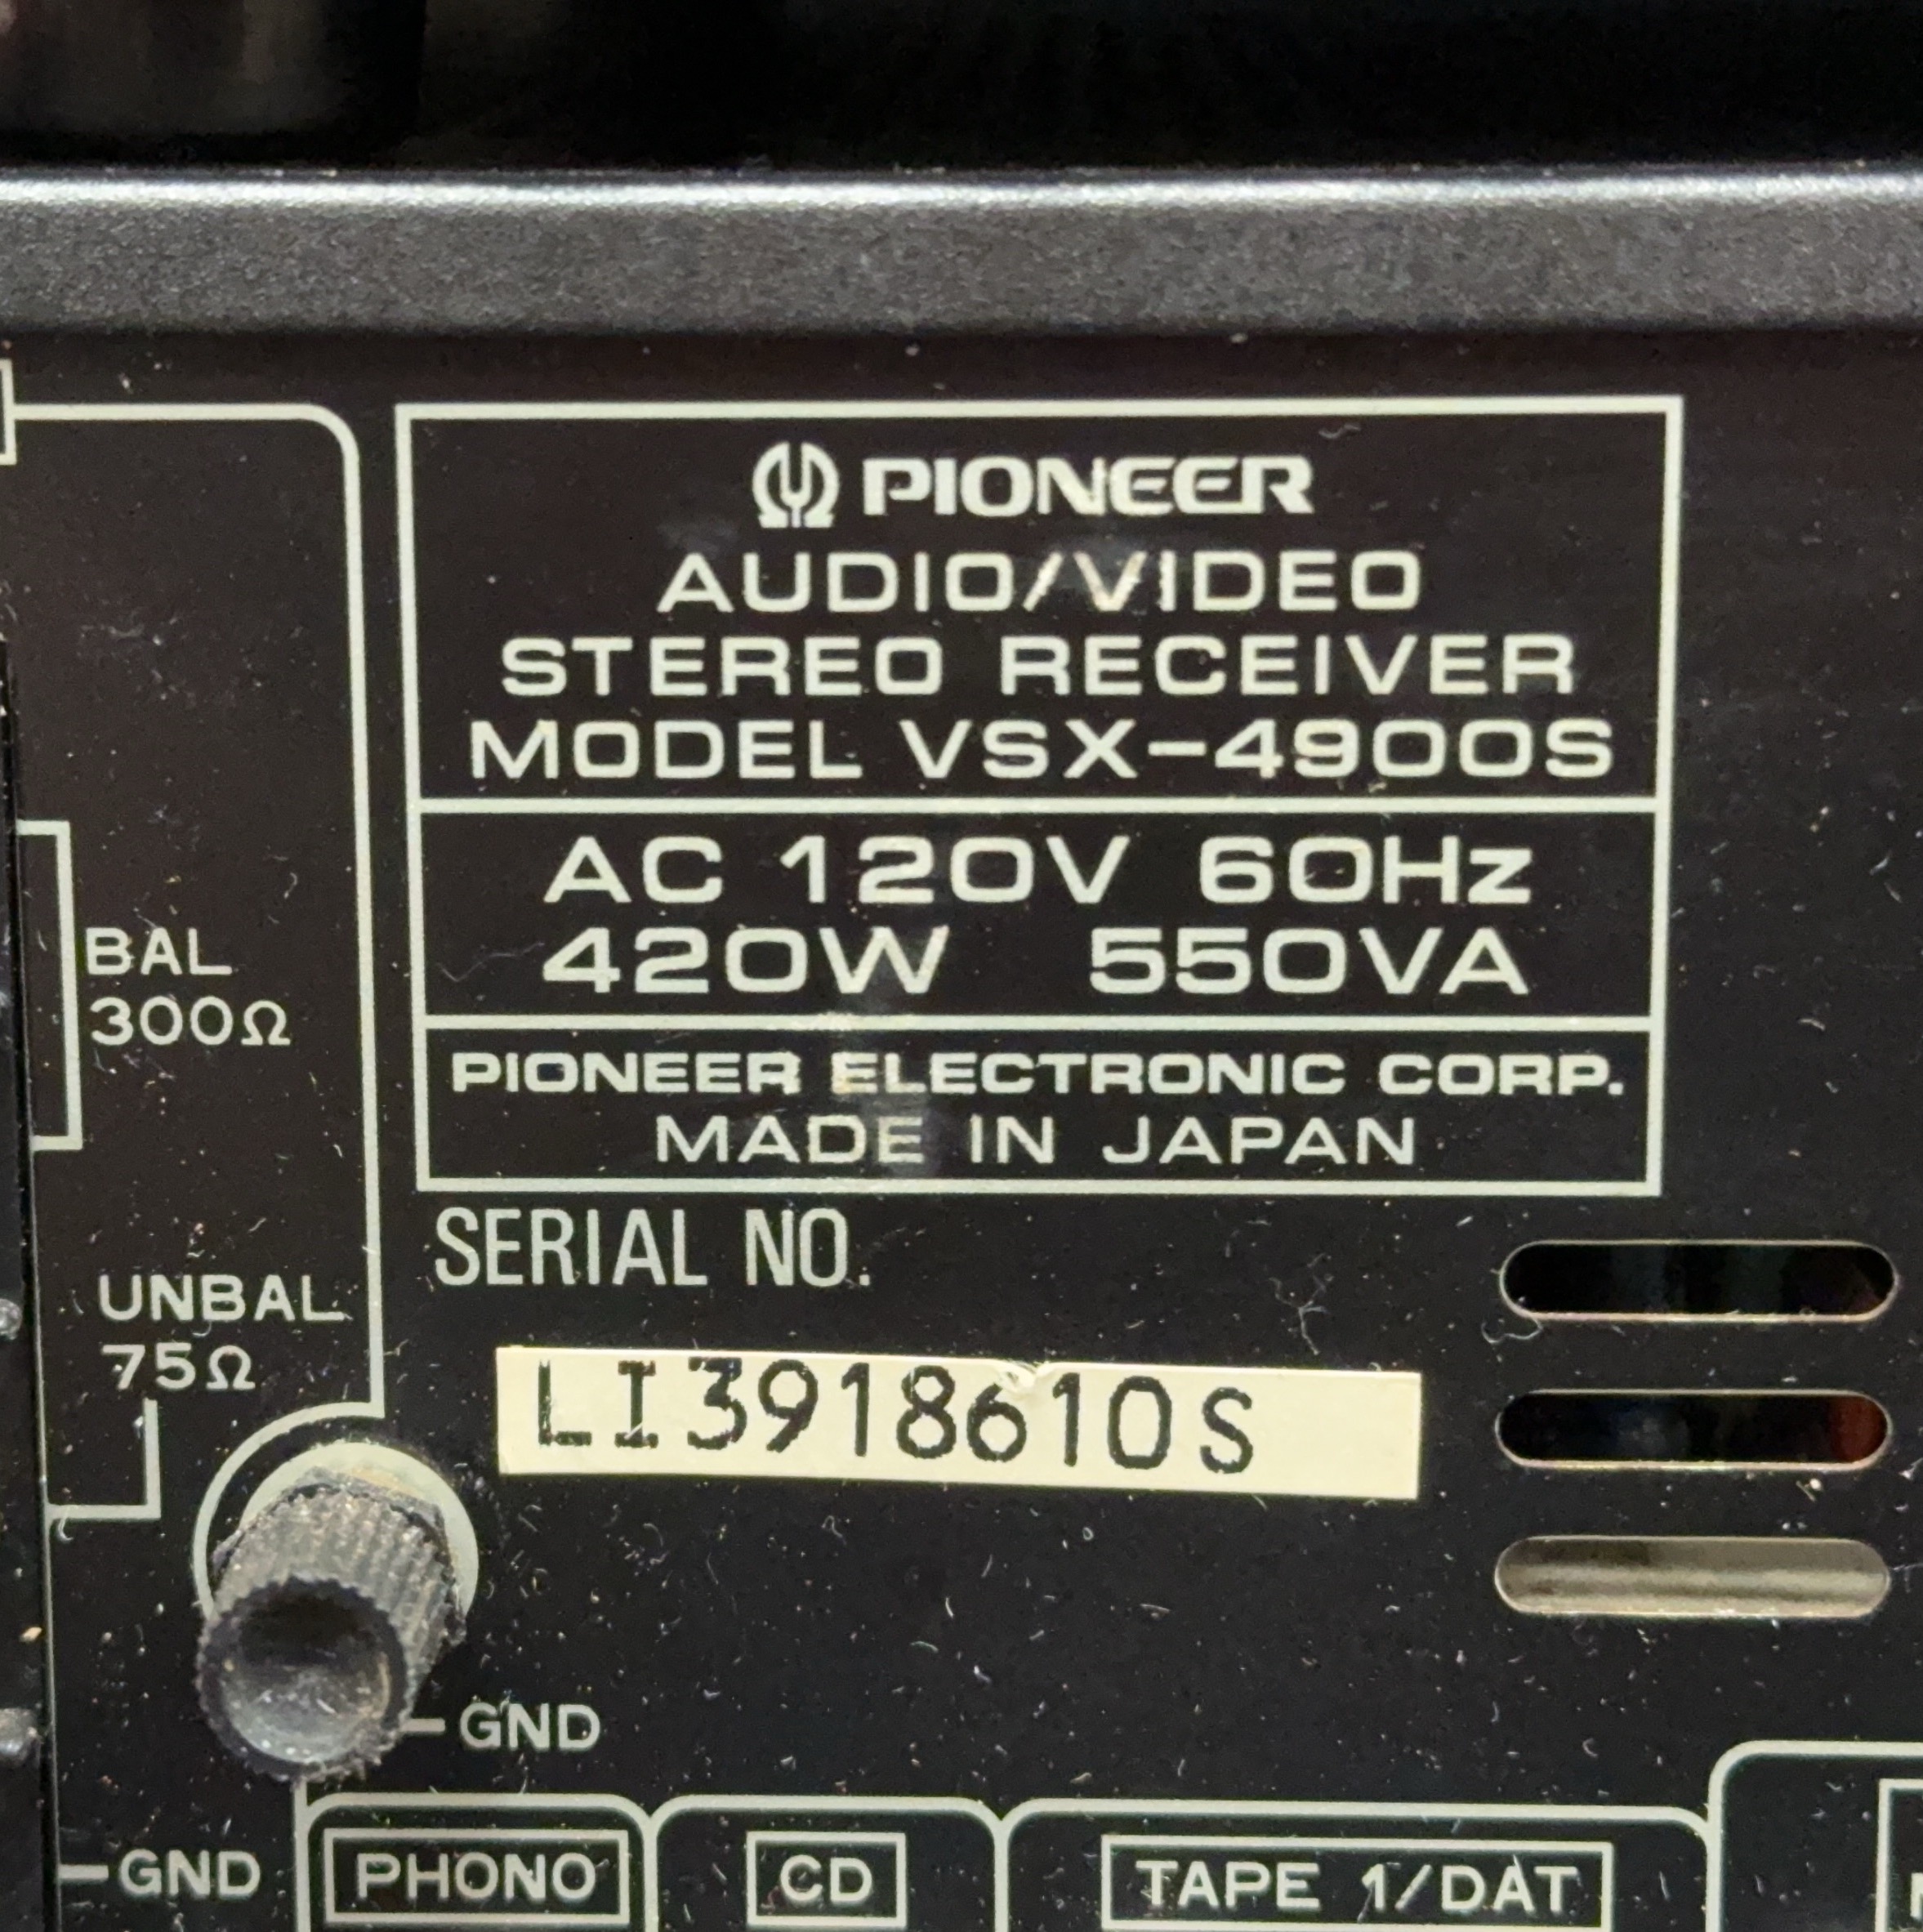 PIONEER
AUDIO/VIDEO
STEREO RECEIVER
MODEL VSX-4900S
AC 120V 60Hz
420W 550VA
PIONEER ELECTRONIC CORP.
MADE IN JAPAN
SERIAL NO.
LI3918610S
BAL
300Ω
UNBAL
75Ω
GND
GND
PHONO
CD
TAPE 1/DAT